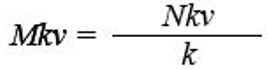 Mkv = Nkv
k